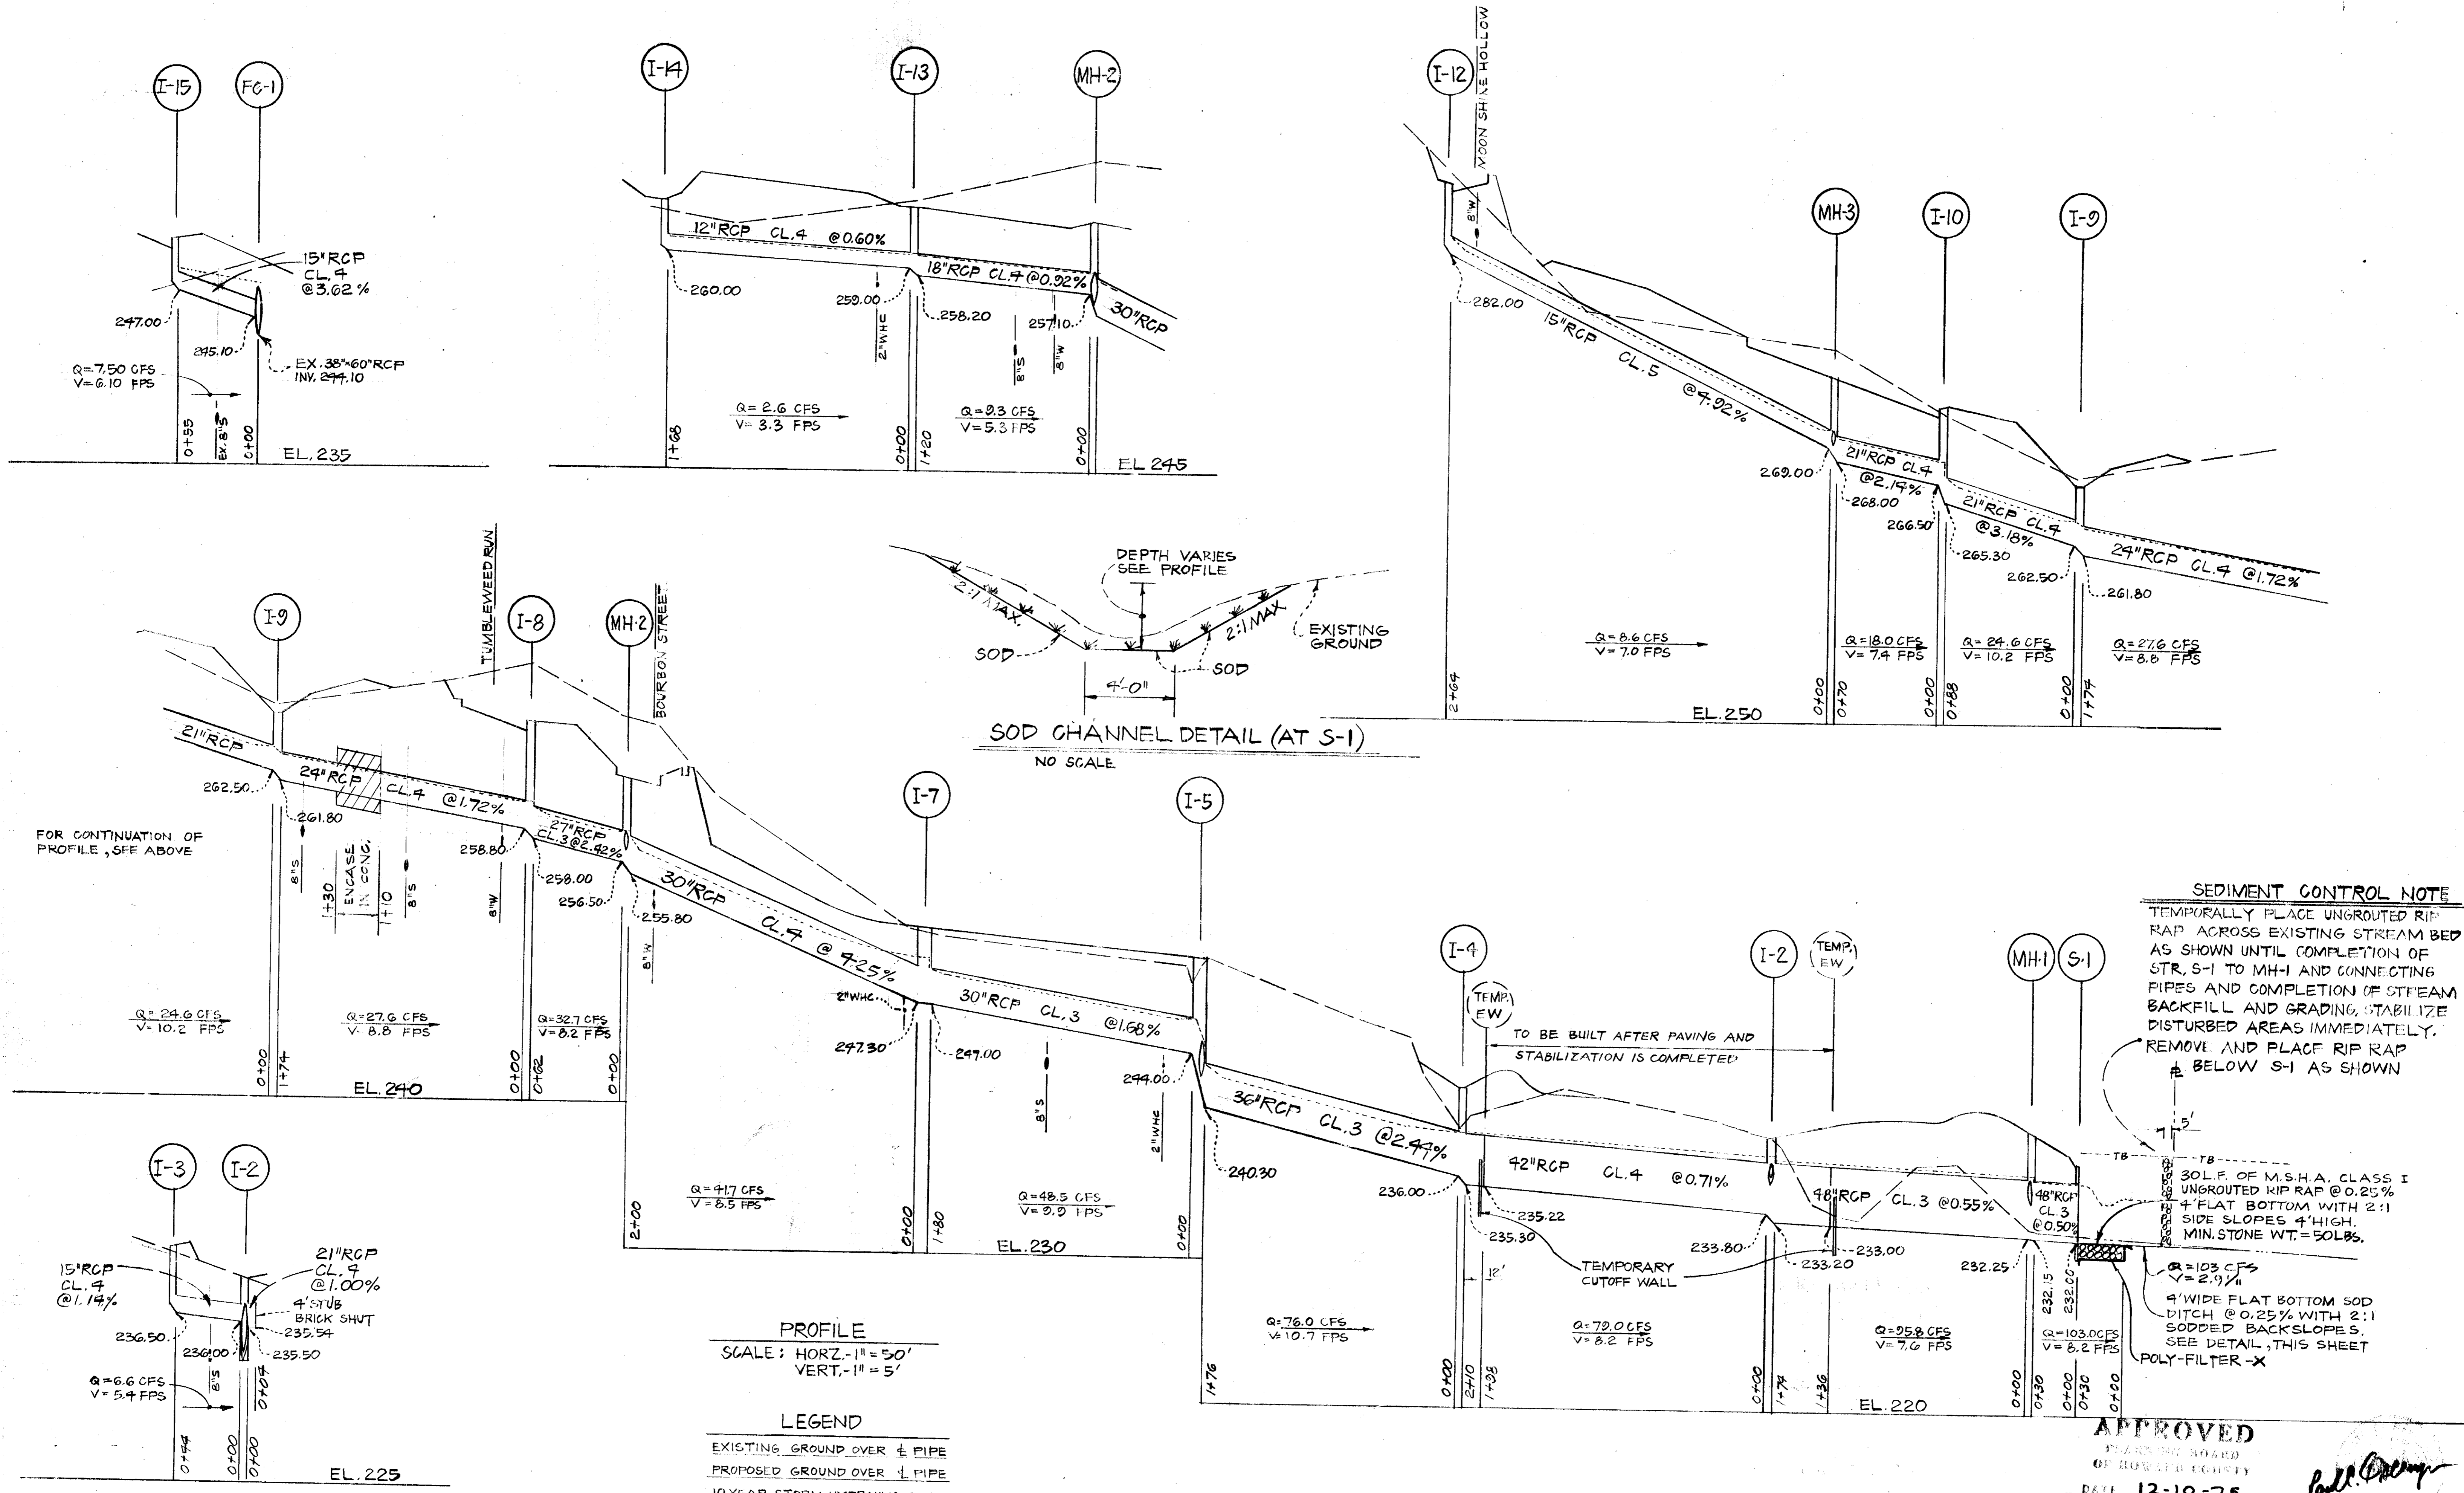 I-15
FC-1
15"RCP
CL.4
@3.62%
247.00
245.10
EX.38"x60"RCP
INV. 244.10
Q=7.50 CFS
V=6.10 FPS
0+55
EX.8"S
0+00
EL.235
I-14
I-13
MH-2
12"RCP CL.4 @0.60%
18"RCP CL.4 @0.92%
30"RCP
260.00
259.00
258.20
257.10
2"WHC
8"S
8"W
Q=2.6 CFS
V=3.3 FPS
Q=9.3 CFS
V=5.3 FPS
1+68
0+00
1+20
0+00
EL 245
I-12
MOON SHINE HOLLOW
8"W
MH-3
I-10
I-9
282.00
15"RCP CL.5 @4.92%
269.00
21"RCP CL.4
@2.14%
268.00
266.50
21"RCP CL.4
@3.18%
265.30
262.50
24"RCP CL.4 @1.72%
261.80
Q=8.6 CFS
V=7.0 FPS
Q=18.0 CFS
V=7.4 FPS
Q=24.6 CFS
V=10.2 FPS
Q=27.6 CFS
V=8.8 FPS
2+64
0+00
0+70
0+00
0+88
0+00
1+74
EL.250
DEPTH VARIES
SEE PROFILE
2:1 MAX.
2:1 MAX
SOD
SOD
EXISTING
GROUND
4'-0"
SOD CHANNEL DETAIL (AT S-1)
NO SCALE
I-9
TUMBLEWEED RUN
I-8
MH-2
BOURBON STREET
I-7
I-5
I-4
TEMP.
EW
I-2
TEMP.
EW
MH-1
S-1
21"RCP
24"RCP CL.4 @1.72%
262.50
261.80
FOR CONTINUATION OF
PROFILE, SEE ABOVE
8"S
1+30
ENCASE
IN CONC.
1+10
8"S
8"W
258.80
27"RCP
CL.3@2.42%
258.00
256.50
255.80
8"W
30"RCP CL.4 @ 4.25%
2"WHC
247.30
30"RCP CL.3 @1.68%
247.00
8"S
2"WHC
244.00
36"RCP CL.3 @2.44%
240.30
236.00
TO BE BUILT AFTER PAVING AND
STABILIZATION IS COMPLETED
42"RCP CL.4 @0.71%
235.22
235.30
12'
TEMPORARY
CUTOFF WALL
233.80
233.20
48"RCP CL.3 @0.55%
233.00
232.25
232.15
232.00
48"RCP
CL.3
@0.50%
Q=24.6 CFS
V=10.2 FPS
Q=27.6 CFS
V=8.8 FPS
Q=32.7 CFS
V=8.2 FPS
Q=41.7 CFS
V=8.5 FPS
Q=48.5 CFS
V=9.9 FPS
Q=76.0 CFS
V=10.7 FPS
Q=79.0 CFS
V=8.2 FPS
Q=95.8 CFS
V=7.6 FPS
Q=103.0CFS
V=8.2 FPS
0+00
1+74
0+00
0+62
0+00
EL.240
2+00
0+00
1+80
0+00
EL.230
1+76
0+00
2+10
1+98
0+00
1+74
1+36
0+00
0+30
0+00
0+30
0+00
EL.220
SEDIMENT CONTROL NOTE
TEMPORALLY PLACE UNGROUTED RIP
RAP ACROSS EXISTING STREAM BED
AS SHOWN UNTIL COMPLETION OF
STR. S-1 TO MH-1 AND CONNECTING
PIPES AND COMPLETION OF STREAM
BACKFILL AND GRADING, STABILIZE
DISTURBED AREAS IMMEDIATELY.
REMOVE AND PLACE RIP RAP
BELOW S-1 AS SHOWN
5'
TB
TB
30L.F. OF M.S.H.A. CLASS I
UNGROUTED RIP RAP @ 0.25%
4' FLAT BOTTOM WITH 2:1
SIDE SLOPES 4' HIGH.
MIN. STONE WT.=50LBS.
Q=103 CFS
4' WIDE FLAT BOTTOM SOD
DITCH @ 0.25% WITH 2:1
SODDED BACKSLOPES.
SEE DETAIL, THIS SHEET
POLY-FILTER-X
I-3
I-2
15"RCP
CL.4
@1.14%
21"RCP
CL.4
@1.00%
4' STUB
BRICK SHUT
236.50
236.00
235.54
235.50
8"S
Q=6.6 CFS
V=5.4 FPS
0+04
0+44
0+00
0+00
EL.225
PROFILE
SCALE: HORZ.-1"=50'
VERT.-1"=5'
LEGEND
EXISTING GROUND OVER ℄ PIPE
PROPOSED GROUND OVER ℄ PIPE
APPROVED
PLANNING BOARD
OF HOWARD COUNTY
DATE 12-10-75